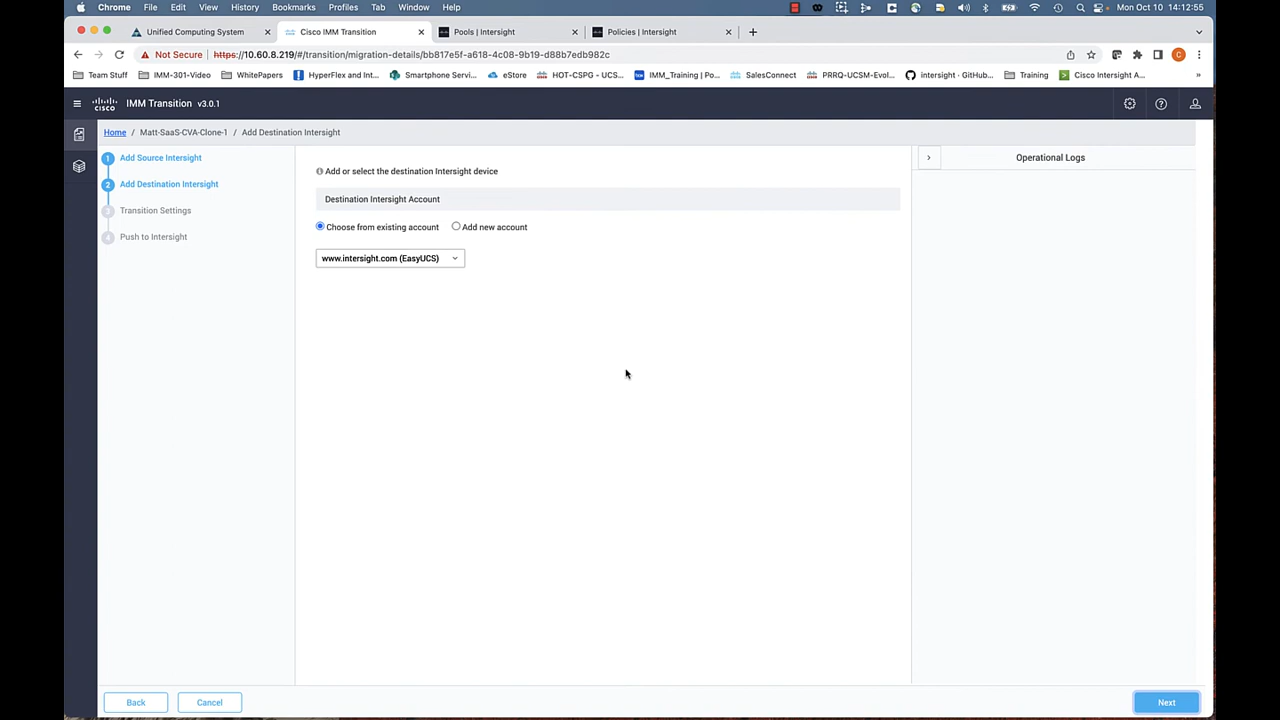 Chrome File Edit View History Bookmarks Profiles Tab Window Help Mon Oct 10 14:12:55
Unified Computing System Cisco IMM Transition Pools | Intersight Policies | Intersight
Not Secure https://10.60.8.219/#/transition/migration-details/bb817e5f-a618-4c08-9b19-d88b7edb982c
Team Stuff IMM-301-Video WhitePapers HyperFlex and Int... Smartphone Servi... eStore HOT-CSPG - UCS... IMM_Training | Po... SalesConnect PRRQ-UCSM-Evol... intersight · GitHub... Training Cisco Intersight A... »
CISCO IMM Transition v3.0.1
Home / Matt-SaaS-CVA-Clone-1 / Add Destination Intersight
1 Add Source Intersight
2 Add Destination Intersight
3 Transition Settings
4 Push to Intersight
Add or select the destination Intersight device
Destination Intersight Account
Choose from existing account Add new account
www.intersight.com (EasyUCS)
Operational Logs
Back Cancel Next